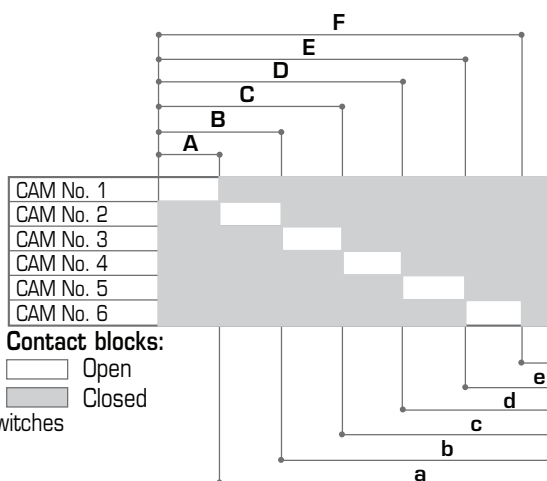 F
E
D
C
B
A
CAM No. 1
CAM No. 2
CAM No. 3
CAM No. 4
CAM No. 5
CAM No. 6
Contact blocks:
Open
Closed
witches
e
d
c
b
a